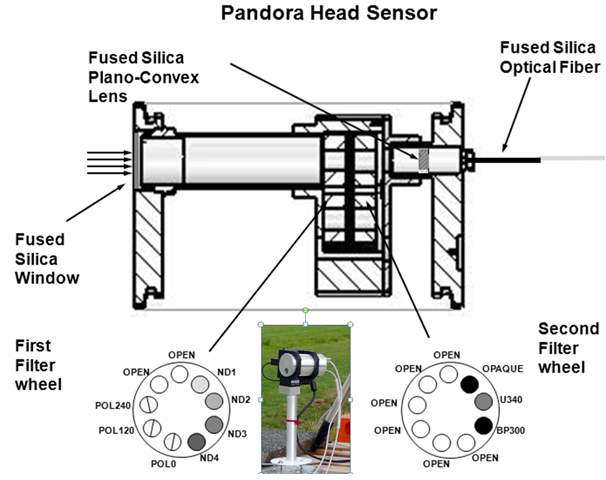 Pandora Head Sensor
Fused Silica
Plano-Convex
Lens
Fused Silica
Optical Fiber
Fused
Silica
Window
First
Filter
wheel
OPEN
OPEN
ND1
ND2
POL240
POL120
ND3
POL0
ND4
Second
Filter
wheel
OPEN
OPAQUE
OPEN
U340
OPEN
BP300
OPEN
OPEN
OPEN